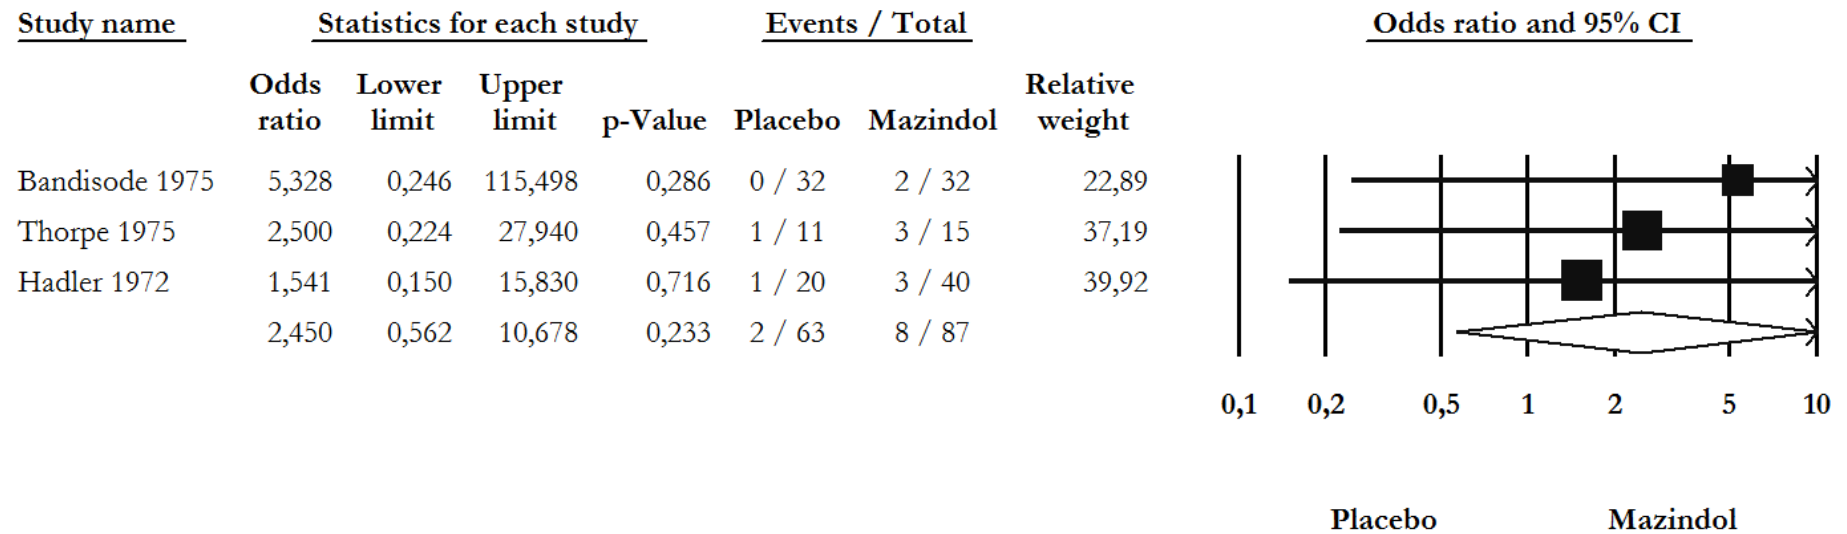 Study name Statistics for each study Events / Total Odds ratio and 95% CI
Odds Lower Upper Relative
ratio limit limit p-Value Placebo Mazindol weight
Bandisode 1975 5,328 0,246 115,498 0,286 0 / 32 2 / 32 22,89
Thorpe 1975 2,500 0,224 27,940 0,457 1 / 11 3 / 15 37,19
Hadler 1972 1,541 0,150 15,830 0,716 1 / 20 3 / 40 39,92
2,450 0,562 10,678 0,233 2 / 63 8 / 87
0,1 0,2 0,5 1 2 5 10
Placebo Mazindol